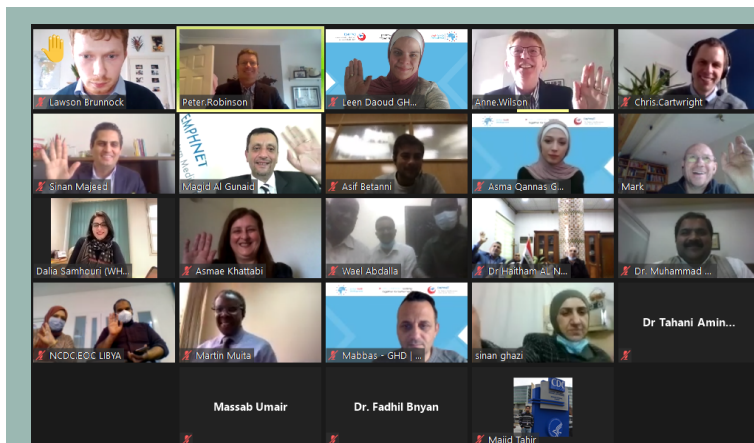 Lawson Brunnock
Peter.Robinson
Leen Daoud GH...
Anne.Wilson
Chris.Cartwright
EMPHNET
Sinan Majeed
Magid Al Gunaid
Asif Betanni
Asma Qannas G...
Mark
Dalia Samhouri (WH...
Asmae Khattabi
Wael Abdalla
Dr Haitham AL N...
Dr. Muhammad ...
NCDC.EOC LIBYA
Martin Muita
Mabbas - GHD | ...
sinan ghazi
Dr Tahani Amin...
Massab Umair
Dr. Fadhil Bnyan
CDC
Majid Tahir